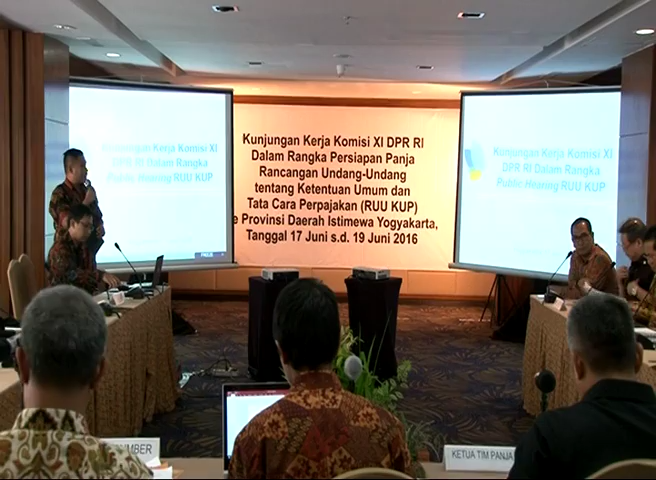 Kunjungan Kerja Komisi XI
DPR RI Dalam Rangka
Public Hearing RUU KUP
Kunjungan Kerja Komisi XI DPR RI
Dalam Rangka Persiapan Panja
Rancangan Undang-Undang
tentang Ketentuan Umum dan
Tata Cara Perpajakan (RUU KUP)
e Provinsi Daerah Istimewa Yogyakarta,
Tanggal 17 Juni s.d. 19 Juni 2016
Kunjungan Kerja Komisi XI
DPR RI Dalam Rangka
Public Hearing RUU KUP
MBER
KETUA TIM PANJA